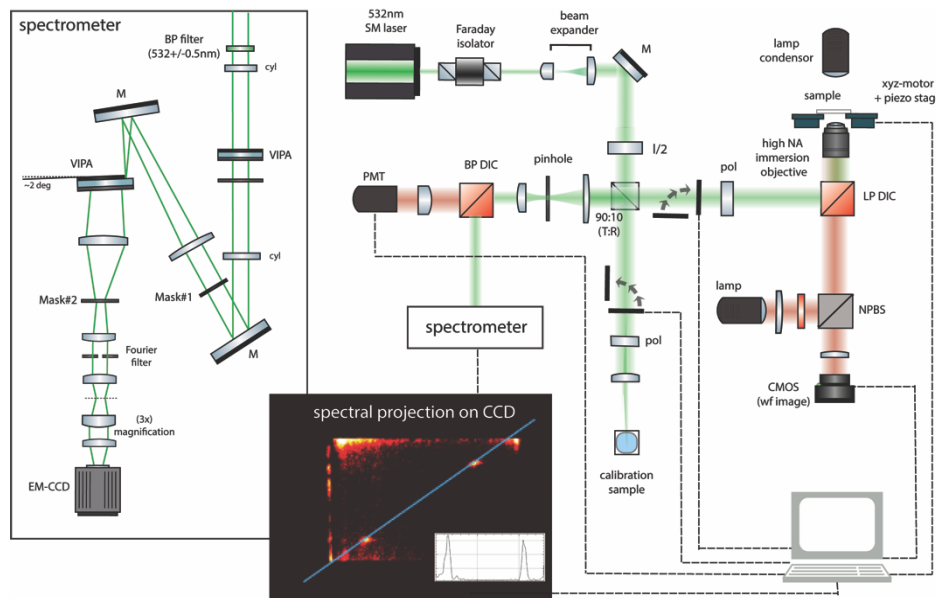 spectrometer
BP filter
(532+/-0.5nm)
cyl
M
VIPA
VIPA
~2 deg
cyl
Mask#2
Mask#1
M
Fourier
filter
(3x)
magnification
EM-CCD
532nm
SM laser
Faraday
isolator
beam
expander
M
lamp
condensor
sample
xyz-motor
+ piezo stag
high NA
immersion
objective
l/2
BP DIC
pinhole
PMT
pol
LP DIC
90:10
(T:R)
spectrometer
pol
lamp
NPBS
CMOS
(wf image)
calibration
sample
spectral projection on CCD